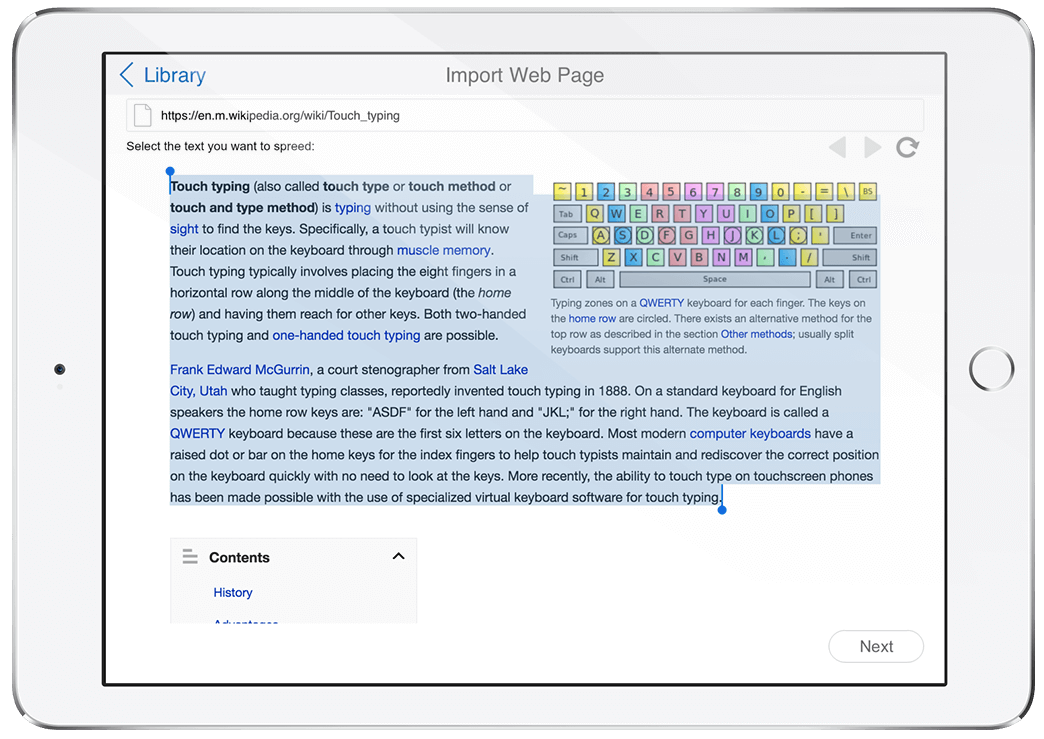 Library
Import Web Page
https://en.m.wikipedia.org/wiki/Touch_typing
Select the text you want to spreed:
Touch typing (also called touch type or touch method or
touch and type method) is typing without using the sense of
sight to find the keys. Specifically, a touch typist will know
their location on the keyboard through muscle memory.
Touch typing typically involves placing the eight fingers in a
horizontal row along the middle of the keyboard (the home
row) and having them reach for other keys. Both two-handed
touch typing and one-handed touch typing are possible.
~ 1 2 3 4 5 6 7 8 9 0 - = \ BS
Tab Q W E R T Y U I O P [ ]
Caps A S D F G H J K L ; ' Enter
Shift Z X C V B N M , . / Shift
Ctrl Alt Space Alt Ctrl
Typing zones on a QWERTY keyboard for each finger. The keys on
the home row are circled. There exists an alternative method for the
top row as described in the section Other methods; usually split
keyboards support this alternate method.
Frank Edward McGurrin, a court stenographer from Salt Lake
City, Utah who taught typing classes, reportedly invented touch typing in 1888. On a standard keyboard for English
speakers the home row keys are: "ASDF" for the left hand and "JKL;" for the right hand. The keyboard is called a
QWERTY keyboard because these are the first six letters on the keyboard. Most modern computer keyboards have a
raised dot or bar on the home keys for the index fingers to help touch typists maintain and rediscover the correct position
on the keyboard quickly with no need to look at the keys. More recently, the ability to touch type on touchscreen phones
has been made possible with the use of specialized virtual keyboard software for touch typing.
Contents
History
Advantages
Next